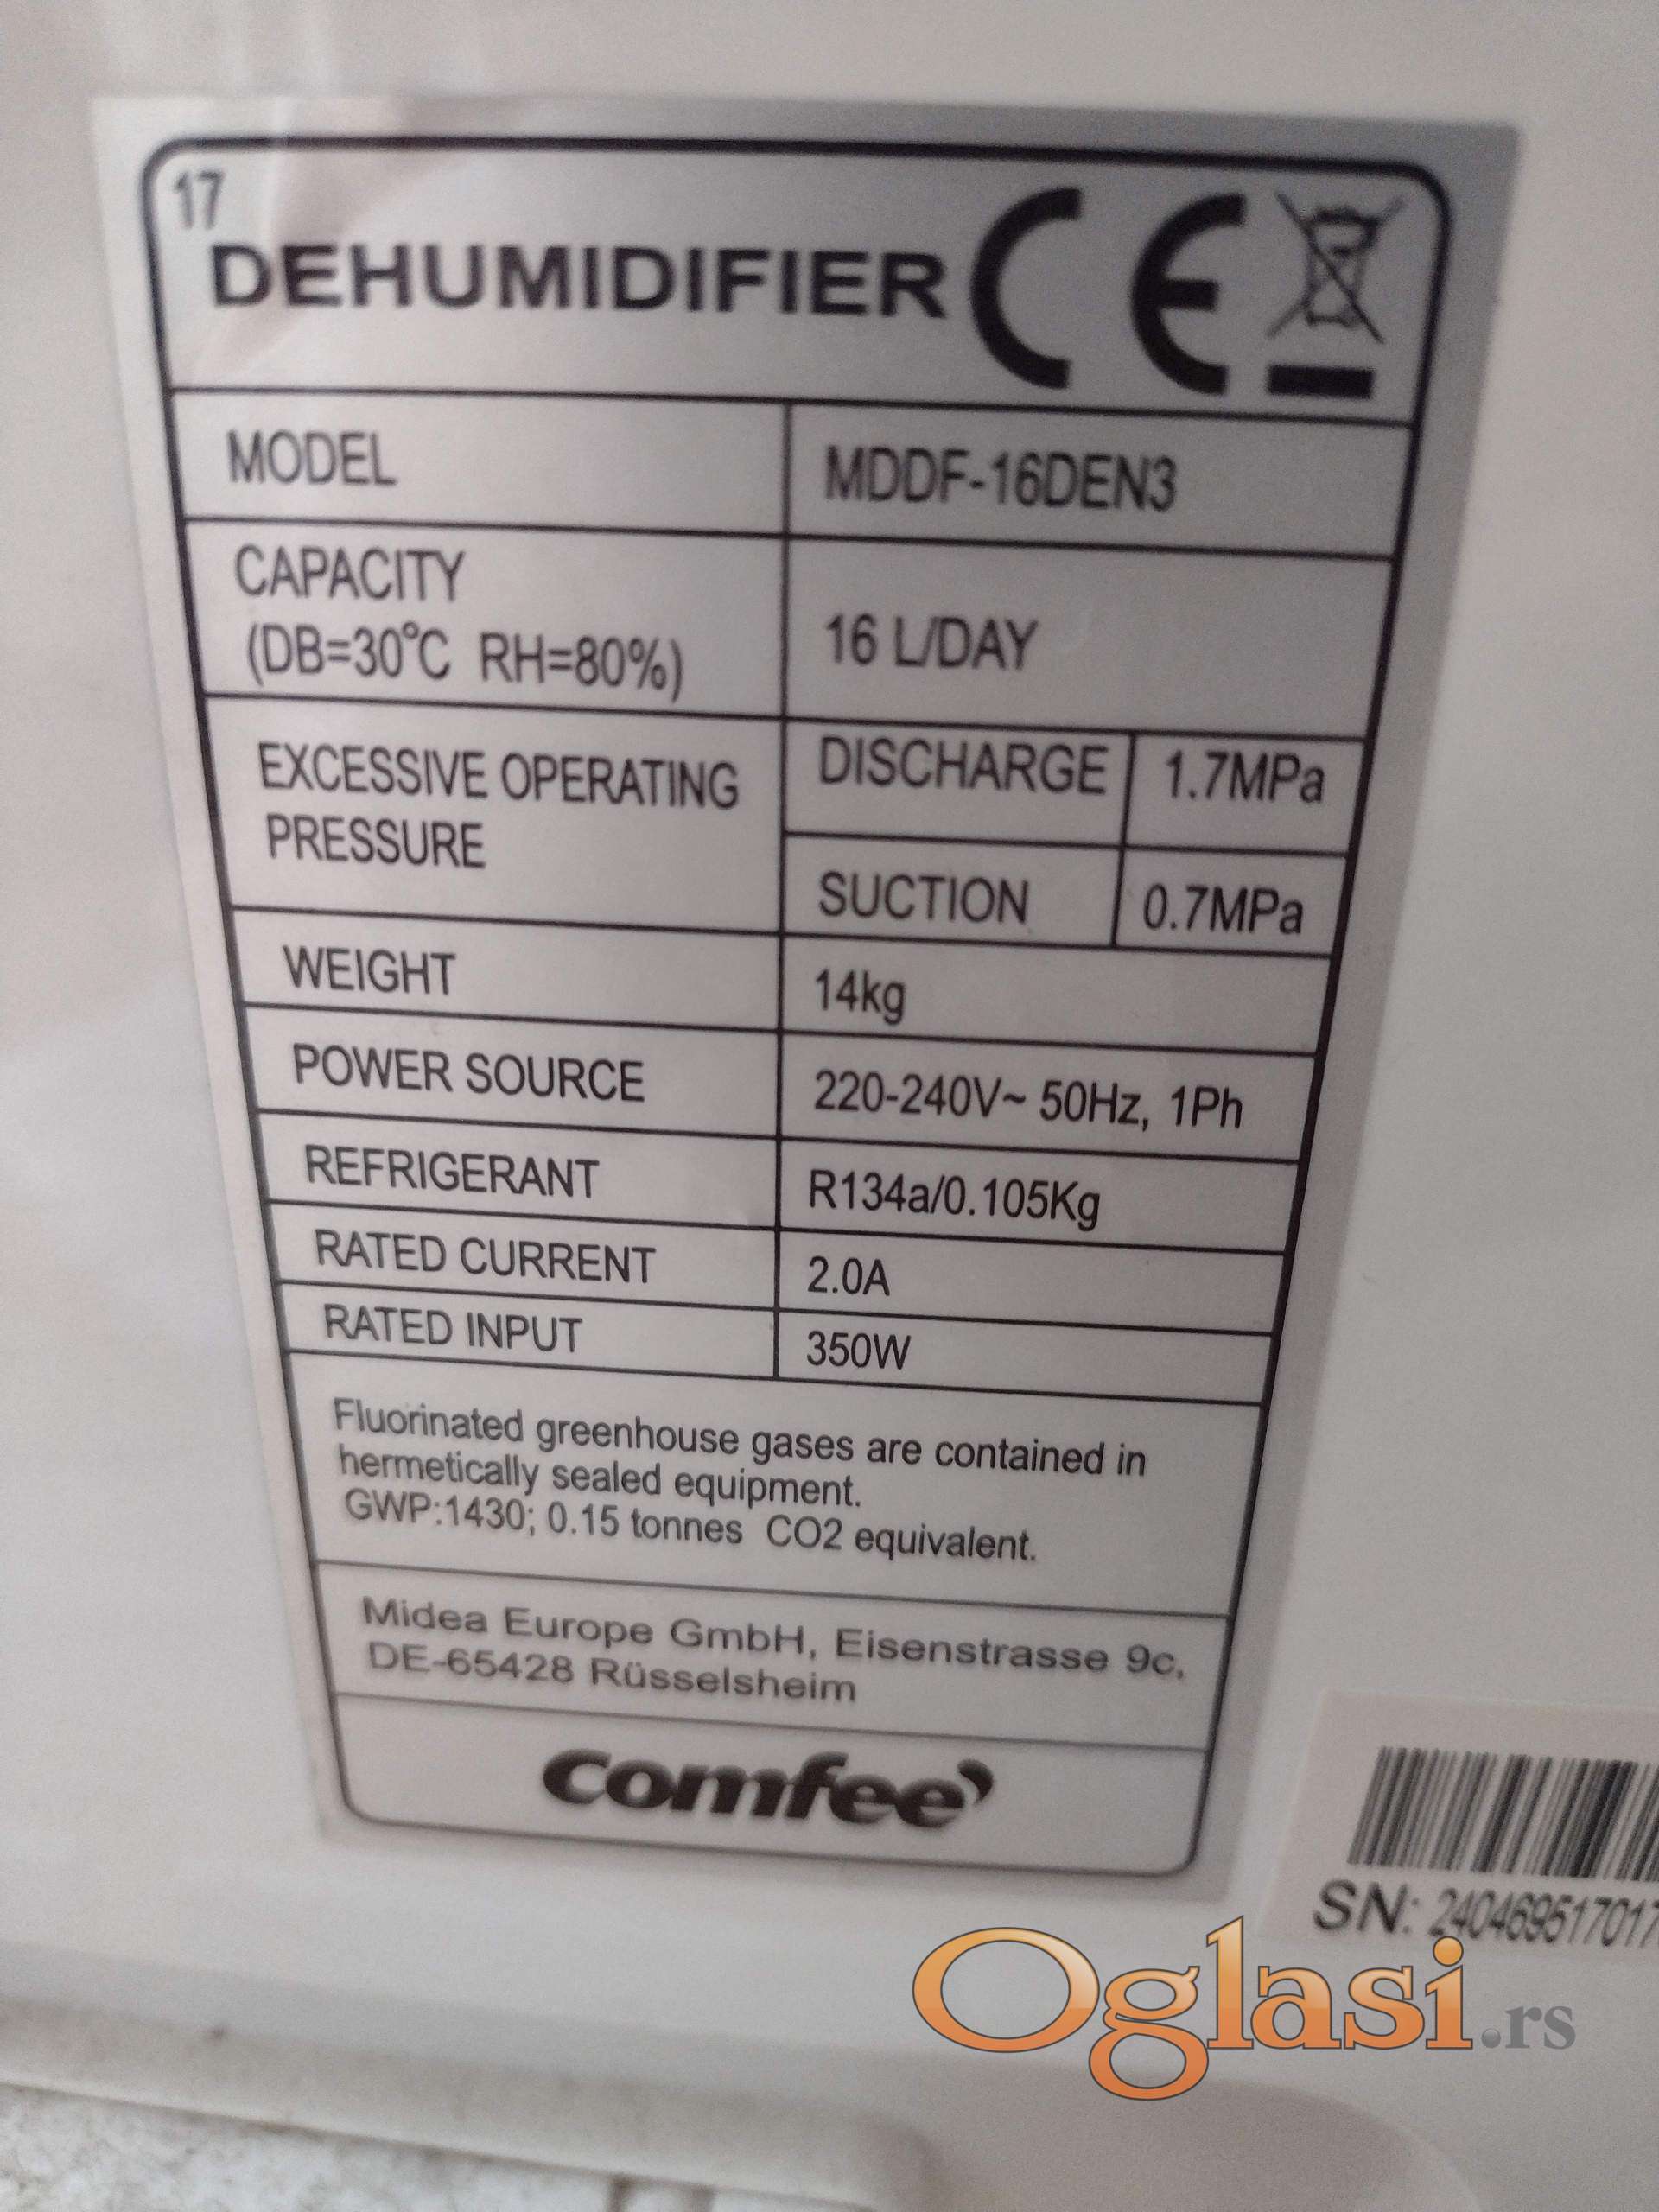 17
DEHUMIDIFIER CE
MODEL MDDF-16DEN3
CAPACITY
(DB=30℃ RH=80%) 16 L/DAY
EXCESSIVE OPERATING
PRESSURE
DISCHARGE 1.7MPa
SUCTION 0.7MPa
WEIGHT 14kg
POWER SOURCE 220-240V~ 50Hz, 1Ph
REFRIGERANT R134a/0.105Kg
RATED CURRENT 2.0A
RATED INPUT 350W
Fluorinated greenhouse gases are contained in
hermetically sealed equipment.
GWP:1430; 0.15 tonnes CO2 equivalent.
Midea Europe GmbH, Eisenstrasse 9c,
DE-65428 Rüsselsheim
comfee'
SN: 240469517017
Oglasi.rs